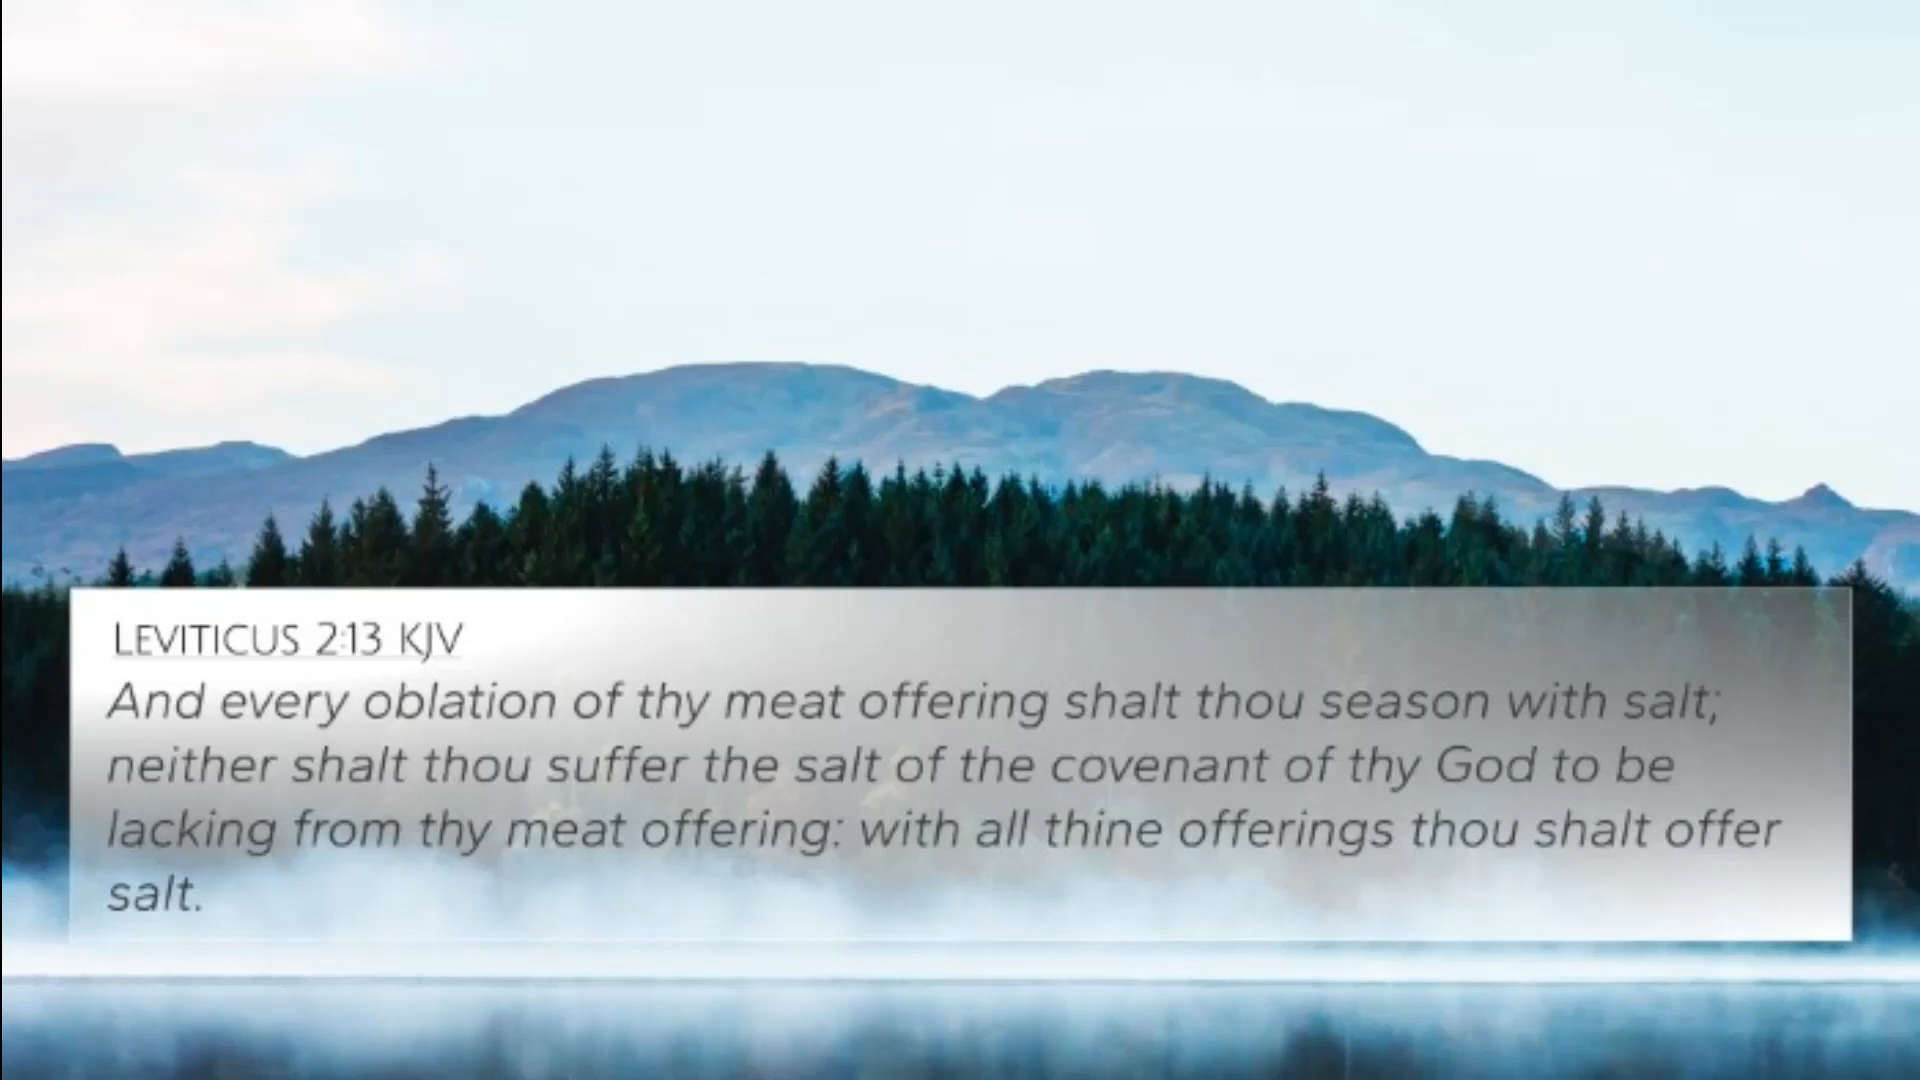 LEVITICUS 2:13 KJV
And every oblation of thy meat offering shalt thou season with salt;
neither shalt thou suffer the salt of the covenant of thy God to be
lacking from thy meat offering: with all thine offerings thou shalt offer
salt.